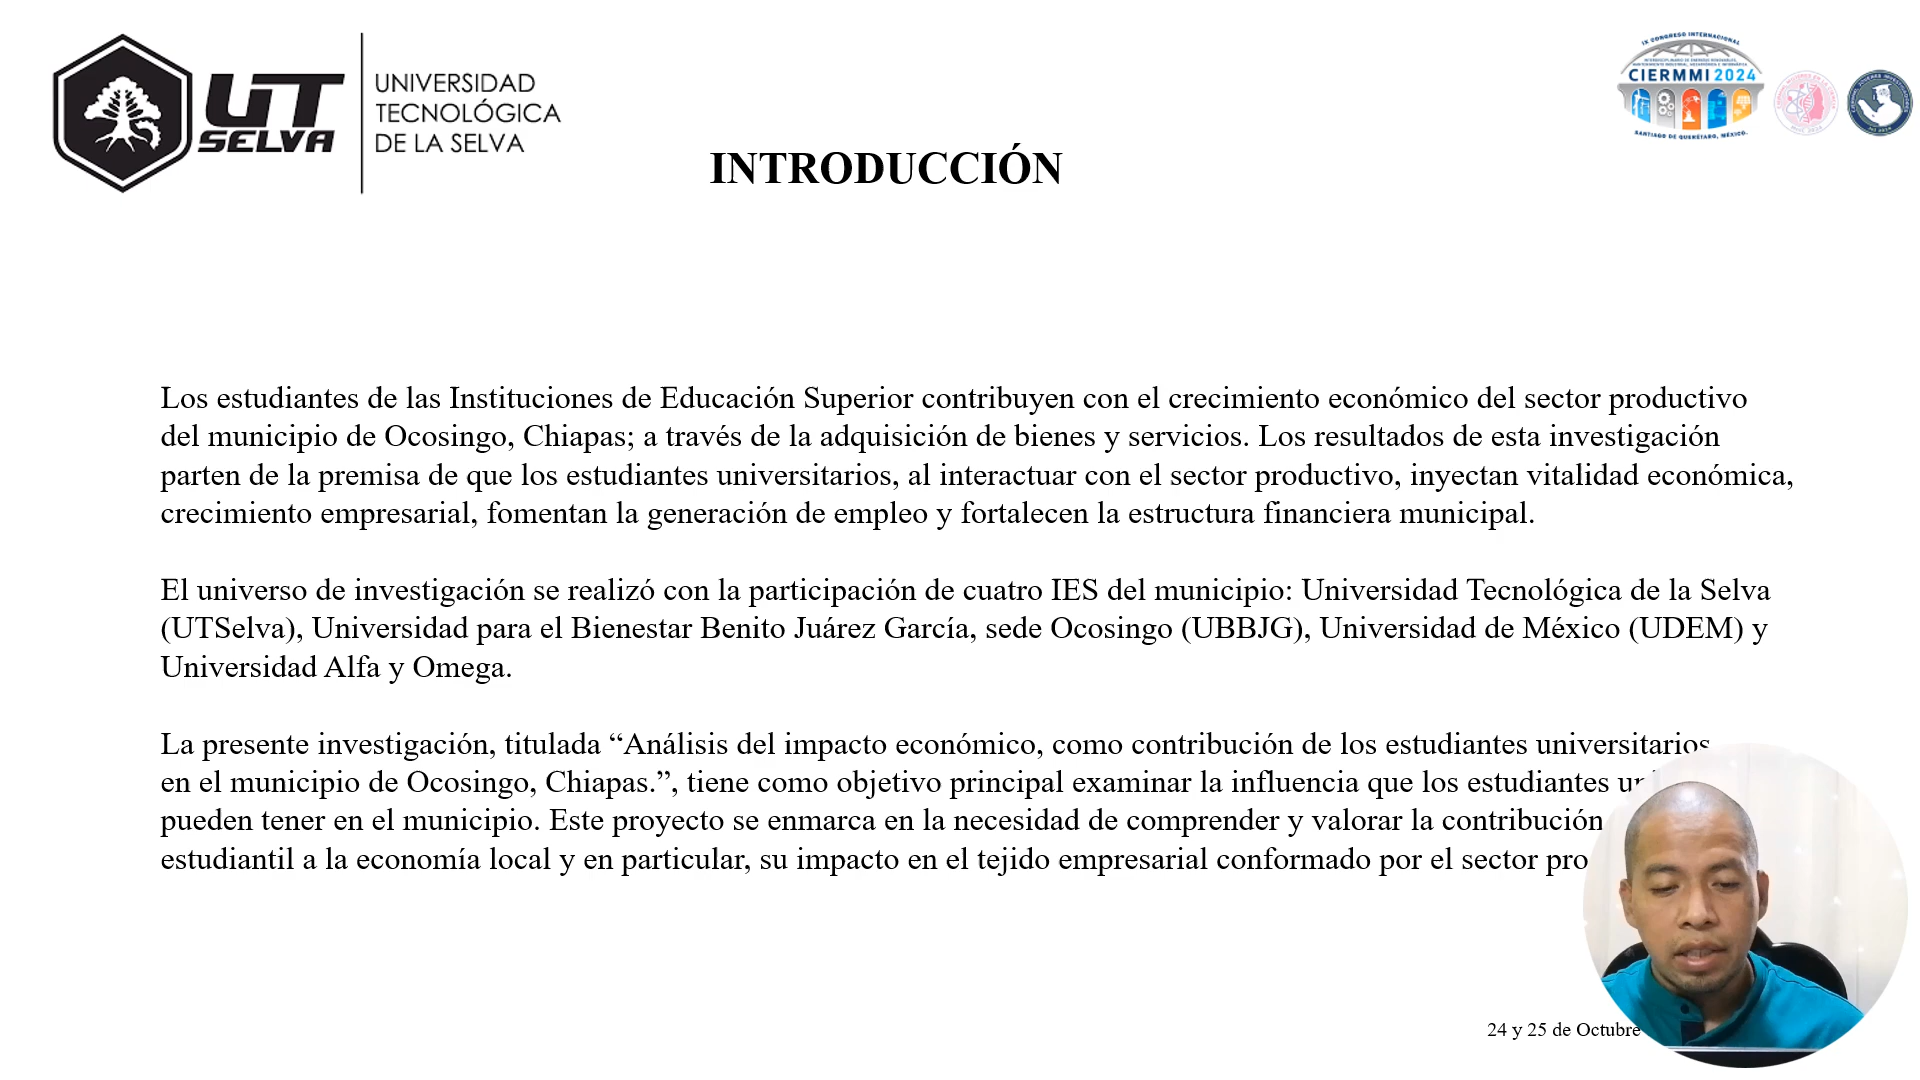 UT
SELVA
UNIVERSIDAD
TECNOLÓGICA
DE LA SELVA
IX CONGRESO INTERNACIONAL
CIERMMI 2024
SANTIAGO DE QUERÉTARO, MÉXICO.
INTRODUCCIÓN
Los estudiantes de las Instituciones de Educación Superior contribuyen con el crecimiento económico del sector productivo
del municipio de Ocosingo, Chiapas; a través de la adquisición de bienes y servicios. Los resultados de esta investigación
parten de la premisa de que los estudiantes universitarios, al interactuar con el sector productivo, inyectan vitalidad económica,
crecimiento empresarial, fomentan la generación de empleo y fortalecen la estructura financiera municipal.
El universo de investigación se realizó con la participación de cuatro IES del municipio: Universidad Tecnológica de la Selva
(UTSelva), Universidad para el Bienestar Benito Juárez García, sede Ocosingo (UBBJG), Universidad de México (UDEM) y
Universidad Alfa y Omega.
La presente investigación, titulada “Análisis del impacto económico, como contribución de los estudiantes universitarios
en el municipio de Ocosingo, Chiapas.”, tiene como objetivo principal examinar la influencia que los estudiantes
pueden tener en el municipio. Este proyecto se enmarca en la necesidad de comprender y valorar la contribución
estudiantil a la economía local y en particular, su impacto en el tejido empresarial conformado por el sector pro
24 y 25 de Octubre